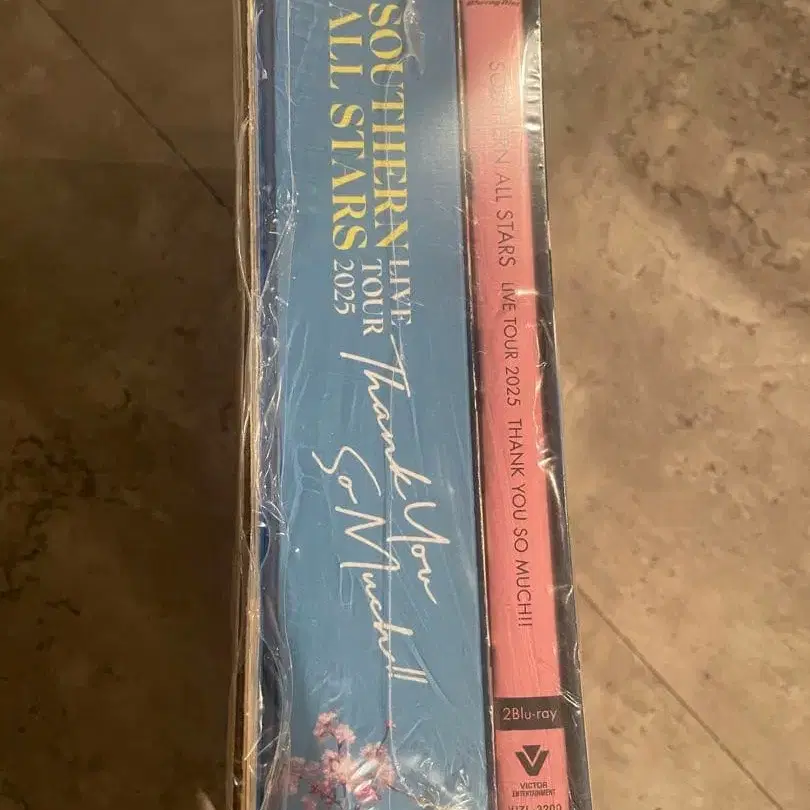 SOUTHERN
ALL STARS
LIVE
TOUR
2025
Thank You
So Much!!
SOUTHERN ALL STARS LIVE TOUR 2025 THANK YOU SO MUCH!!
2Blu-ray
VICTOR
ENTERTAINMENT